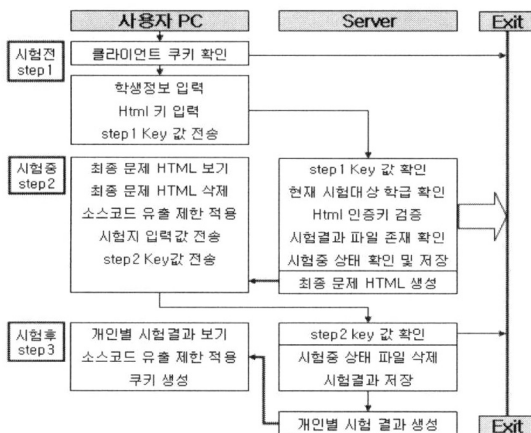 사용자 PC
Server
Exit
시험전
step1
클라이언트 쿠키 확인
학생정보 입력
Html 키 입력
step1 Key 값 전송
시험중
step2
최종 문제 HTML 보기
최종 문제 HTML 삭제
소스코드 유출 제한 적용
시험지 입력값 전송
step2 Key값 전송
step1 Key 값 확인
현재 시험대상 학급 확인
Html 인증키 검증
시험결과 파일 존재 확인
시험중 상태 확인 및 저장
최종 문제 HTML 생성
시험후
step3
개인별 시험결과 보기
소스코드 유출 제한 적용
쿠키 생성
step2 key 값 확인
시험중 상태 파일 삭제
시험결과 저장
개인별 시험 결과 생성
Exit